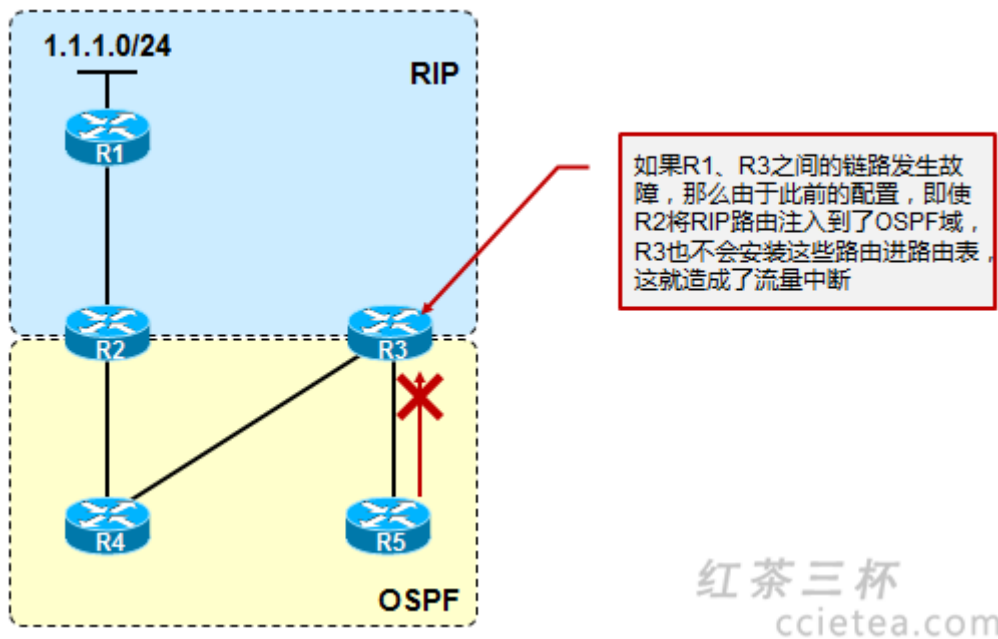 1.1.1.0/24
RIP
R1
如果R1、R3之间的链路发生故
障，那么由于此前的配置，即使
R2将RIP路由注入到了OSPF域，
R3也不会安装这些路由进路由表，
这就造成了流量中断
R2
R3
R4
R5
OSPF
红茶三杯
ccietea.com